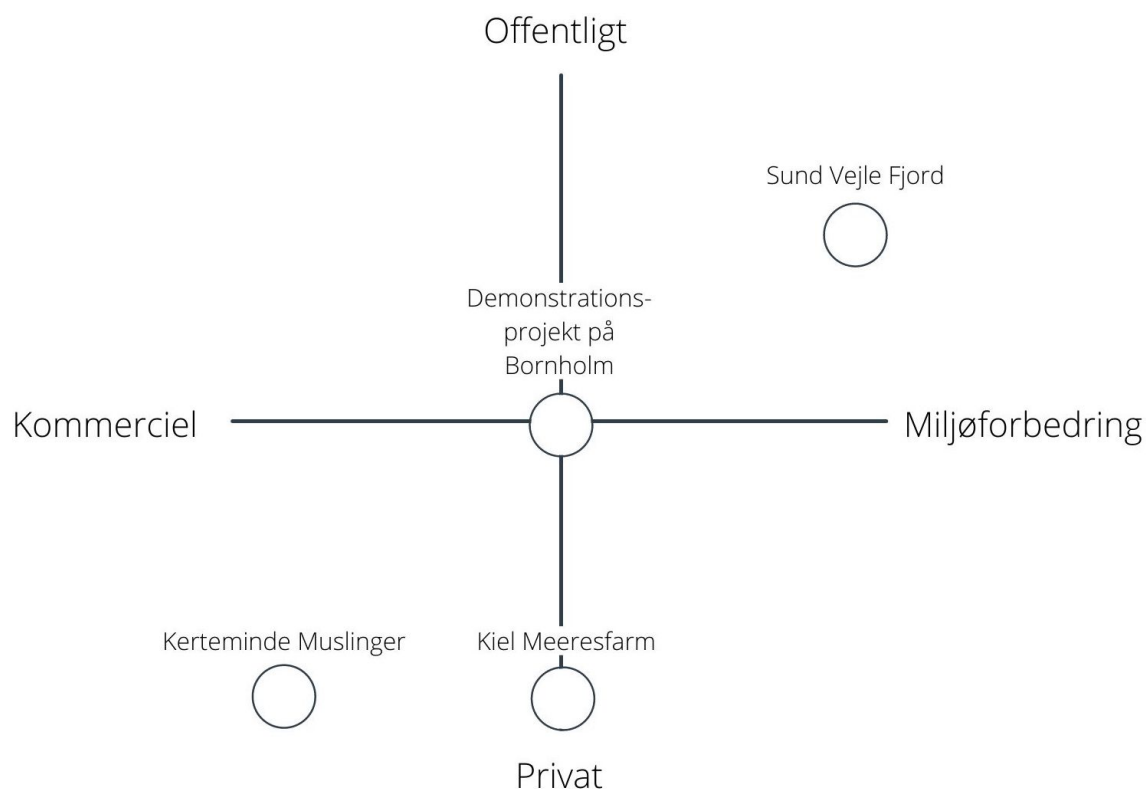 Offentligt
Sund Vejle Fjord
Demonstrations-
projekt på
Bornholm
Kommerciel
Miljøforbedring
Kerteminde Muslinger
Kiel Meeresfarm
Privat